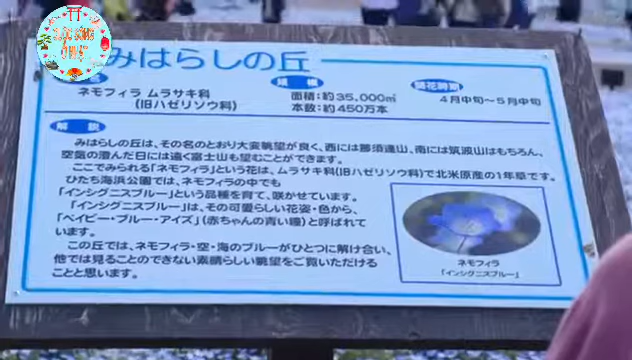 CUỘC SỐNG Ở NHẬT
みはらしの丘
ネモフィラ ムラサキ科
(旧ハゼリソウ科)
規模
面積：約35,000㎡
本数：約450万本
開花時期
4月中旬～5月中旬
解説
みはらしの丘は、その名のとおり大変眺望が良く、西には那須連山、南には筑波山はもちろん、
空気の澄んだ日には遠く富士山も望むことができます。
ここでみられる「ネモフィラ」という花は、ムラサキ科(旧ハゼリソウ科)で北米原産の1年草です。
ひたち海浜公園では、ネモフィラの中でも
「インシグニスブルー」という品種を育て、咲かせています。
「インシグニスブルー」は、その可愛らしい花姿・色から、
「ベイビー・ブルー・アイズ」(赤ちゃんの青い瞳)と呼ばれて
います。
この丘では、ネモフィラ・空・海のブルーがひとつに解け合い、
他では見ることのできない素晴らしい眺望をご覧いただける
ことと思います。
ネモフィラ
「インシグニスブルー」